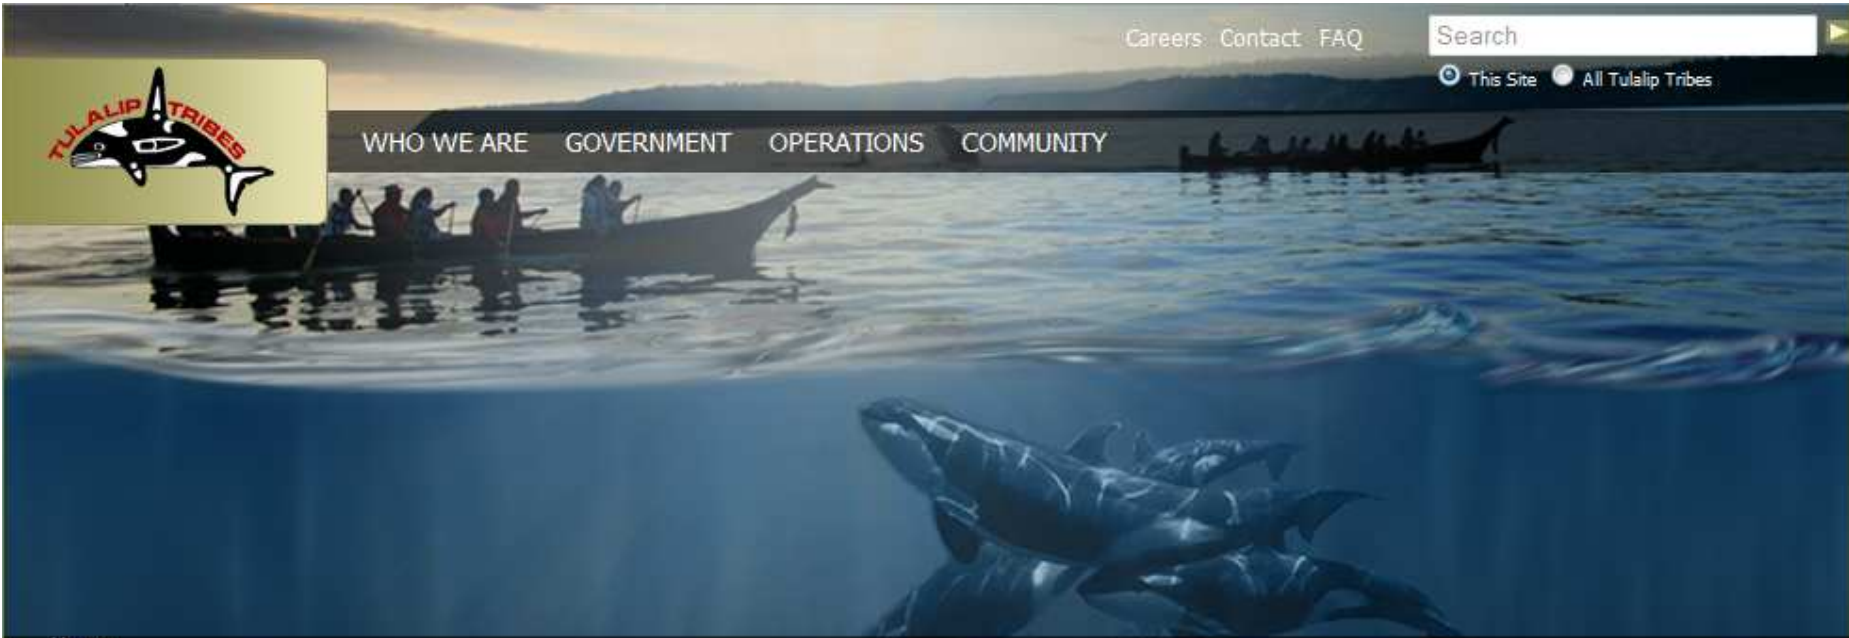 Careers Contact FAQ
Search
This Site All Tulalip Tribes
TULALIP TRIBES
WHO WE ARE GOVERNMENT OPERATIONS COMMUNITY